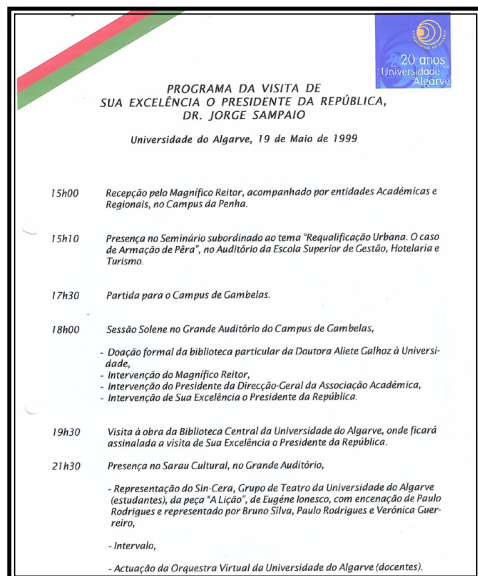 20 anos
Universidade
do
Algarve
PROGRAMA DA VISITA DE
SUA EXCELÊNCIA O PRESIDENTE DA REPÚBLICA,
DR. JORGE SAMPAIO
Universidade do Algarve, 19 de Maio de 1999
15h00 Recepção pelo Magnífico Reitor, acompanhado por entidades Académicas e
Regionais, no Campus da Penha.
15h10 Presença no Seminário subordinado ao tema "Requalificação Urbana. O caso
de Armação de Pêra", no Auditório da Escola Superior de Gestão, Hotelaria e
Turismo.
17h30 Partida para o Campus de Gambelas.
18h00 Sessão Solene no Grande Auditório do Campus de Gambelas,
- Doação formal da biblioteca particular da Doutora Aliete Galhoz à Universi-
dade,
- Intervenção do Magnífico Reitor,
- Intervenção do Presidente da Direcção-Geral da Associação Académica,
- Intervenção de Sua Excelência o Presidente da República.
19h30 Visita à obra da Biblioteca Central da Universidade do Algarve, onde ficará
assinalada a visita de Sua Excelência o Presidente da República.
21h30 Presença no Sarau Cultural, no Grande Auditório,
- Representação do Sin-Cera, Grupo de Teatro da Universidade do Algarve
(estudantes), da peça "A Lição", de Eugéne Ionesco, com encenação de Paulo
Rodrigues e representado por Bruno Silva, Paulo Rodrigues e Verónica Guer-
reiro,
- Intervalo,
- Actuação da Orquestra Virtual da Universidade do Algarve (docentes).